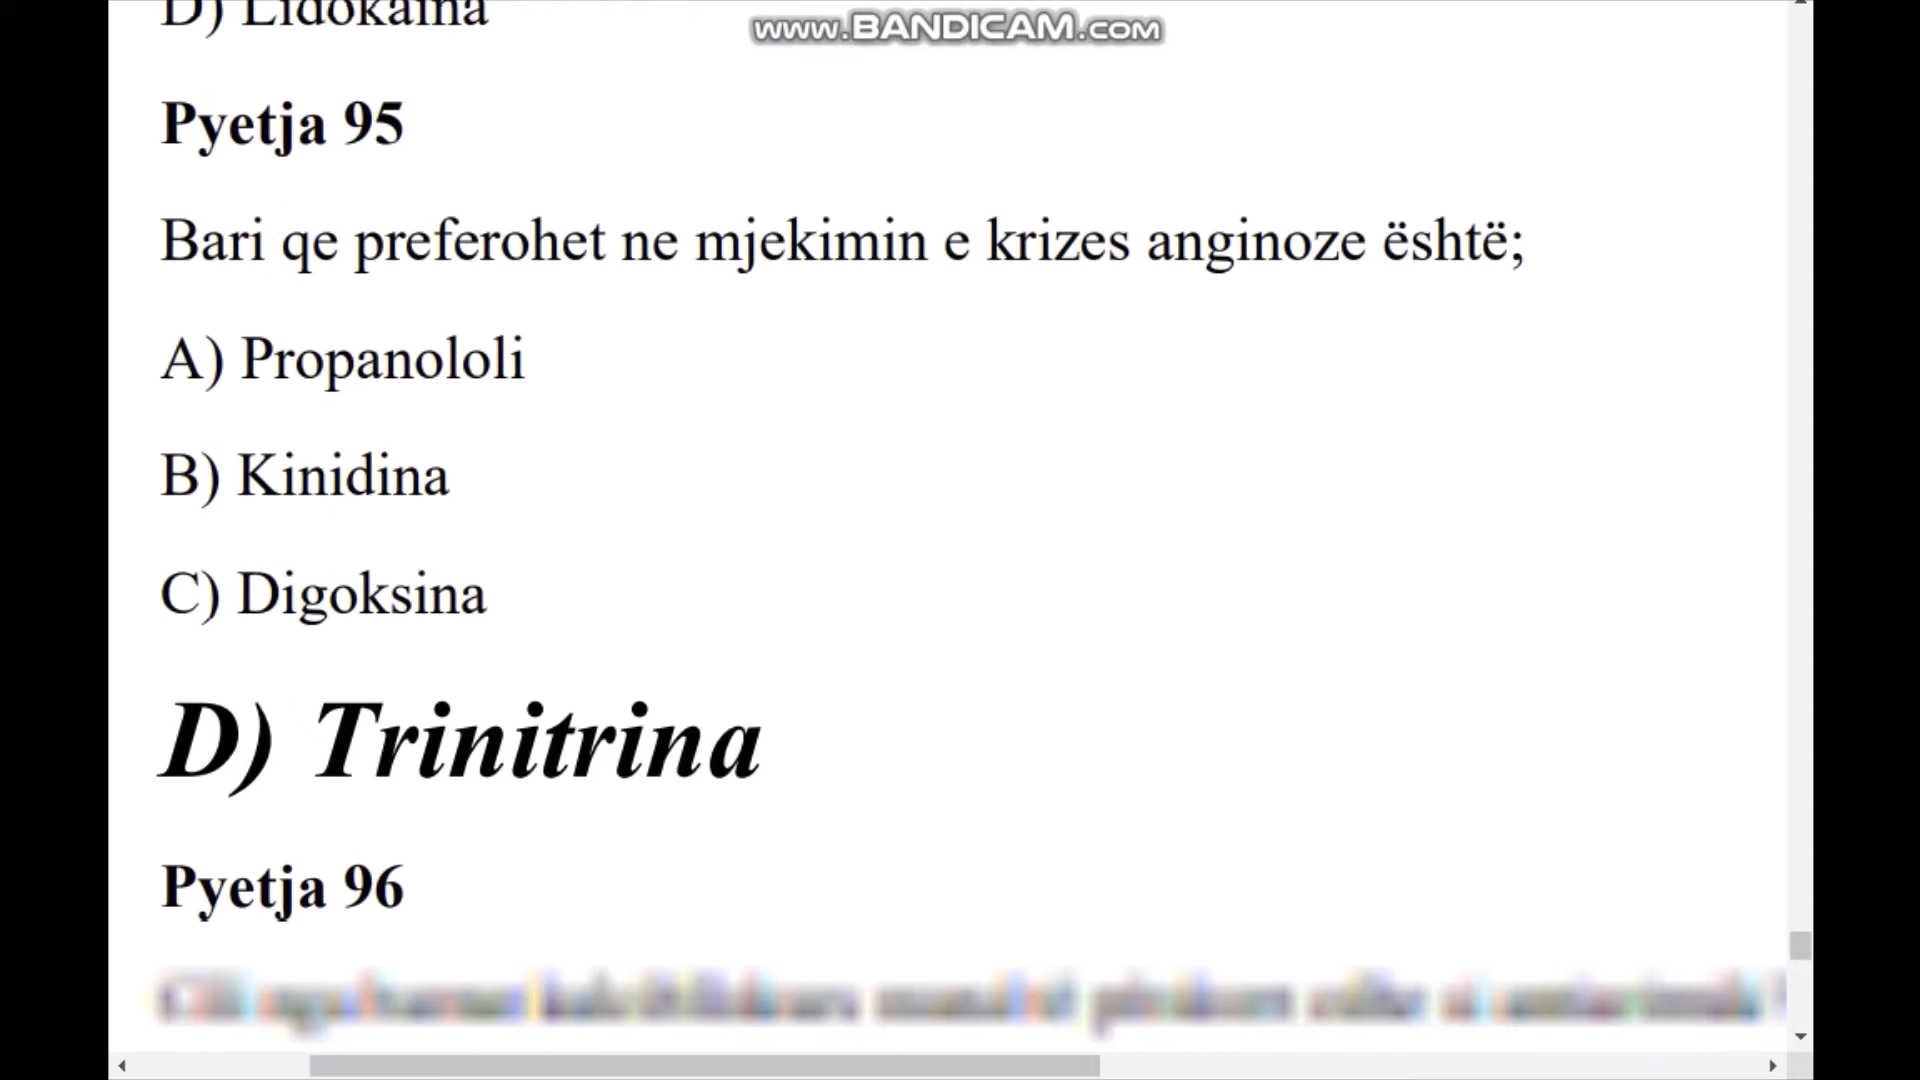 D) Lidokaina
www.BANDICAM.com
Pyetja 95
Bari qe preferohet ne mjekimin e krizes anginoze është;
A) Propanololi
B) Kinidina
C) Digoksina
D) Trinitrina
Pyetja 96